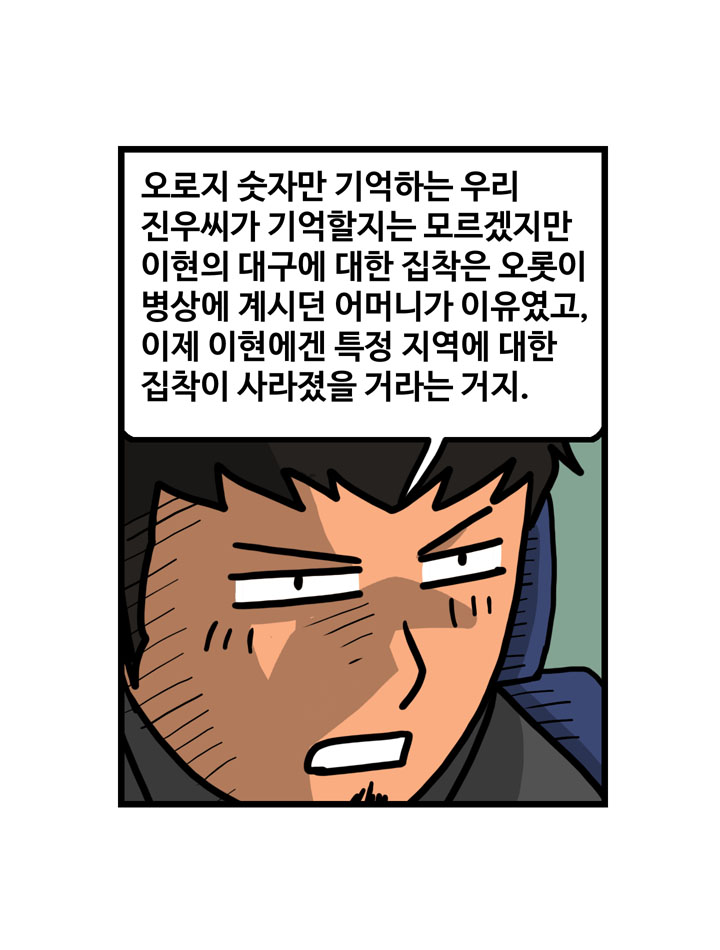 오로지 숫자만 기억하는 우리
진우씨가 기억할지는 모르겠지만
이현의 대구에 대한 집착은 오롯이
병상에 계시던 어머니가 이유였고,
이제 이현에겐 특정 지역에 대한
집착이 사라졌을 거라는 거지.